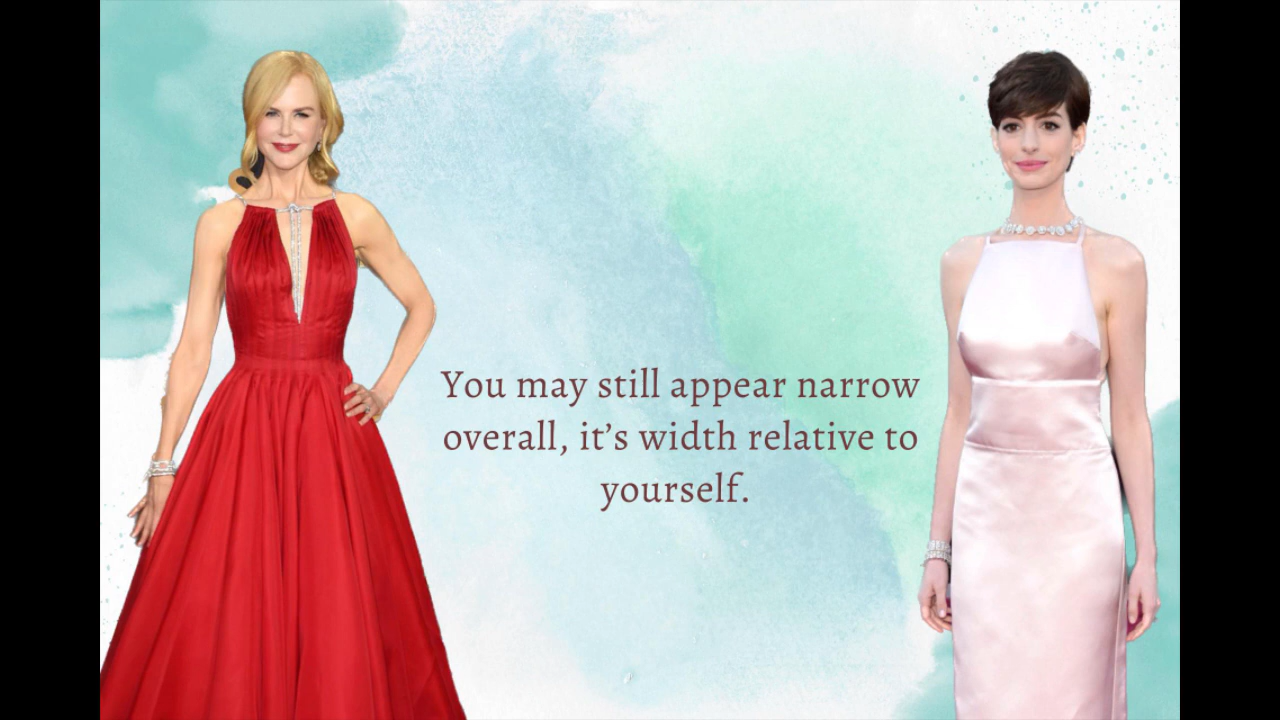 You may still appear narrow
overall, it’s width relative to
yourself.